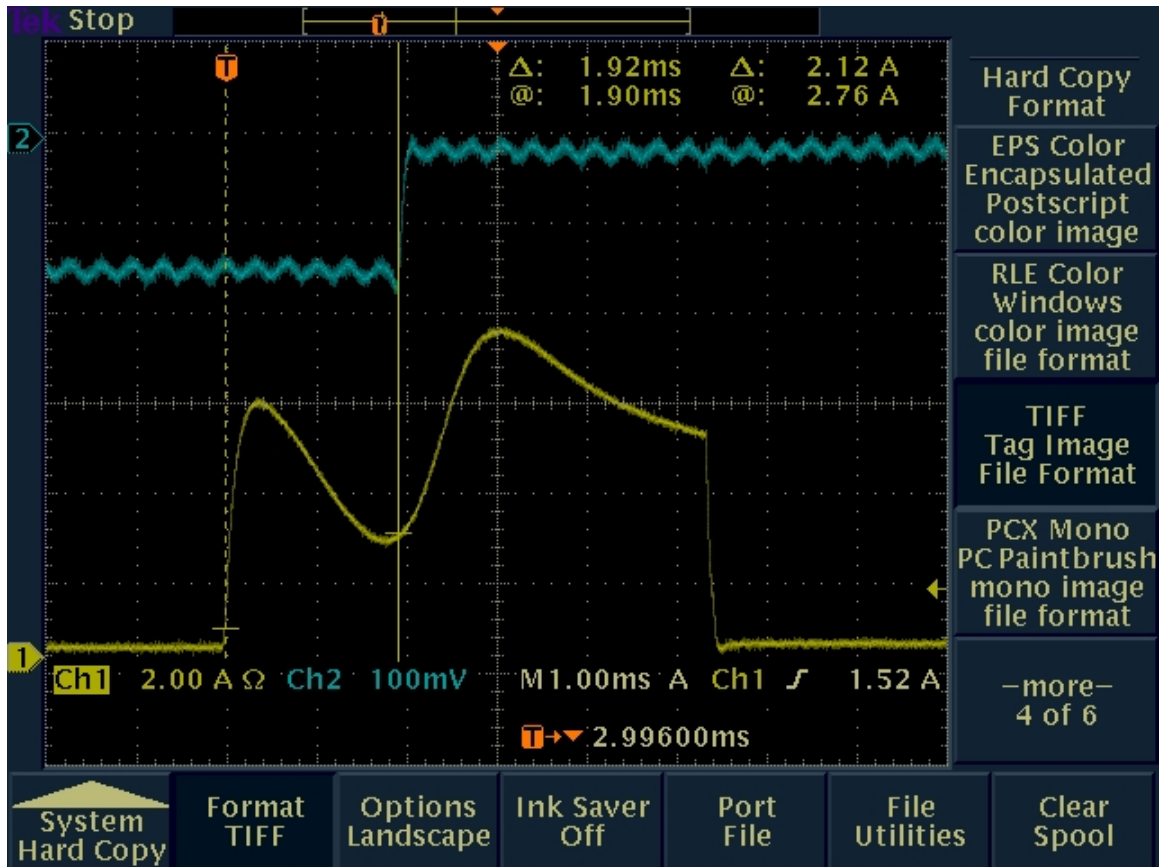 Tek Stop
T
T
Δ: 1.92ms Δ: 2.12 A
@: 1.90ms @: 2.76 A
2
1
Ch1 2.00 A Ω Ch2 100mV M1.00ms A Ch1 ƒ 1.52 A
T→▼ 2.99600ms
Hard Copy
Format
EPS Color
Encapsulated
Postscript
color image
RLE Color
Windows
color image
file format
TIFF
Tag Image
File Format
PCX Mono
PC Paintbrush
mono image
file format
–more–
4 of 6
System
Hard Copy
Format
TIFF
Options
Landscape
Ink Saver
Off
Port
File
File
Utilities
Clear
Spool